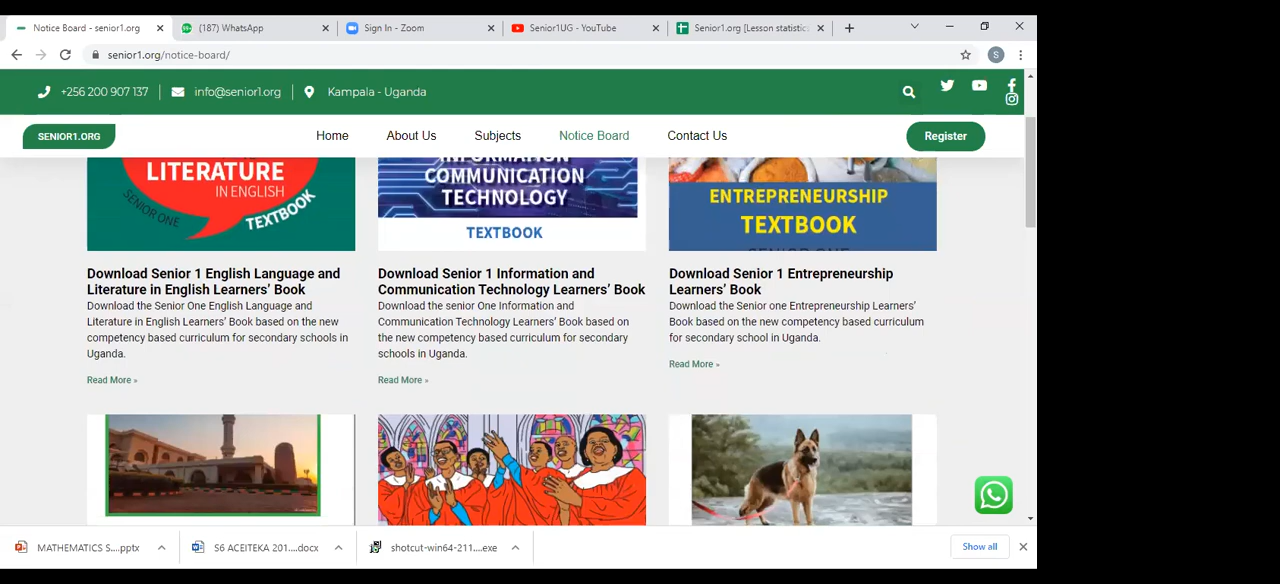 Notice Board - senior1.org
(187) WhatsApp
Sign In - Zoom
Senior1UG - YouTube
Senior1.org [Lesson statistics
senior1.org/notice-board/
S
+256 200 907 137
info@senior1.org
Kampala - Uganda
SENIOR1.ORG
Home
About Us
Subjects
Notice Board
Contact Us
Register
LITERATURE
IN ENGLISH
SENIOR ONE
TEXTBOOK
INFORMATION
COMMUNICATION
TECHNOLOGY
TEXTBOOK
ENTREPRENEURSHIP
TEXTBOOK
SENIOR ONE
Download Senior 1 English Language and
Literature in English Learners’ Book
Download the Senior One English Language and
Literature in English Learners’ Book based on the new
competency based curriculum for secondary schools in
Uganda.
Read More »
Download Senior 1 Information and
Communication Technology Learners’ Book
Download the senior One Information and
Communication Technology Learners’ Book based on
the new competency based curriculum for secondary
schools in Uganda.
Read More »
Download Senior 1 Entrepreneurship
Learners’ Book
Download the Senior one Entrepreneurship Learners’
Book based on the new competency based curriculum
for secondary school in Uganda.
Read More »
MATHEMATICS S....pptx
S6 ACEITEKA 201....docx
shotcut-win64-211....exe
Show all